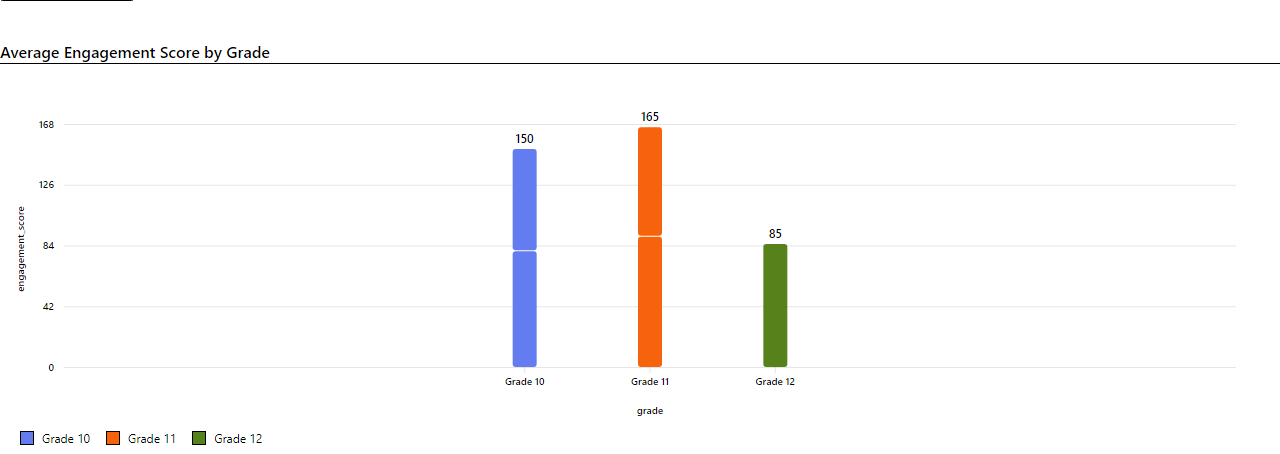 Average Engagement Score by Grade
168
126
84
42
0
engagement_score
150
165
85
Grade 10
Grade 11
Grade 12
grade
Grade 10
Grade 11
Grade 12